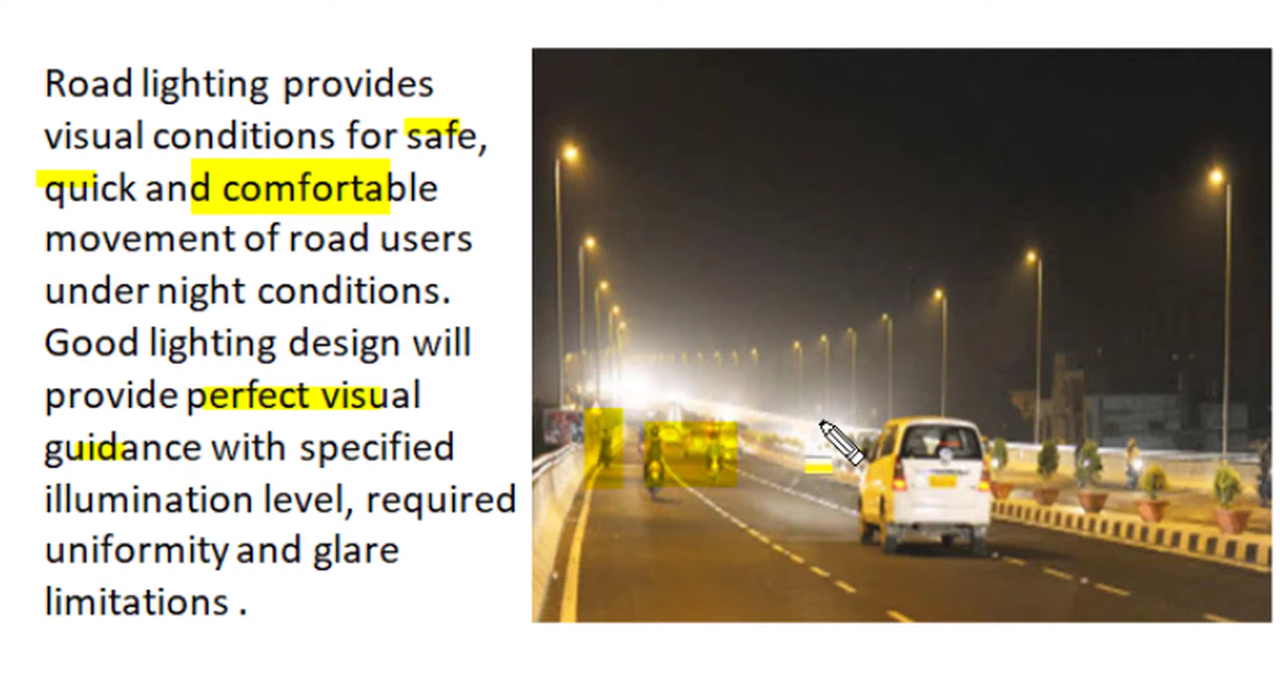 Road lighting provides
visual conditions for safe,
quick and comfortable
movement of road users
under night conditions.
Good lighting design will
provide perfect visual
guidance with specified
illumination level, required
uniformity and glare
limitations .